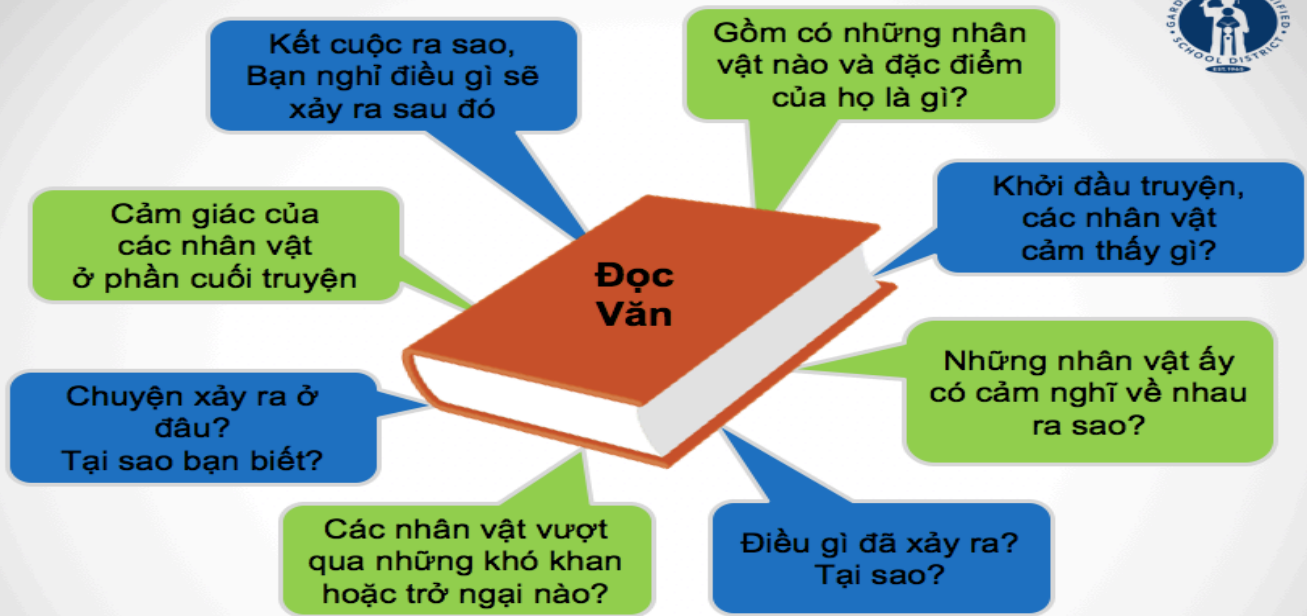 Kết cuộc ra sao,
Bạn nghỉ điều gì sẽ
xảy ra sau đó
Gồm có những nhân
vật nào và đặc điểm
của họ là gì?
Cảm giác của
các nhân vật
ở phần cuối truyện
Đọc
Văn
Khởi đầu truyện,
các nhân vật
cảm thấy gì?
Chuyện xảy ra ở
đâu?
Tại sao bạn biết?
Những nhân vật ấy
có cảm nghĩ về nhau
ra sao?
Các nhân vật vượt
qua những khó khan
hoặc trở ngại nào?
Điều gì đã xảy ra?
Tại sao?
SCHOOL DISTRICT